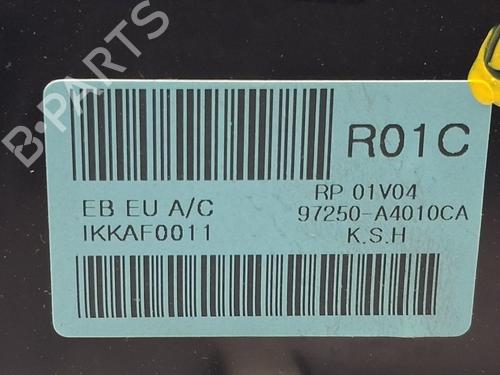 R01C
RP 01V04
EB EU A/C
97250-A4010CA
IKKAF0011
K.S.H
B-PARTS